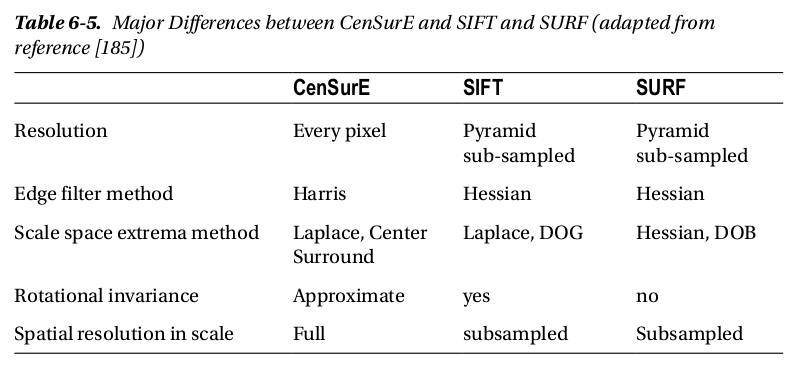 Table 6-5. Major Differences between CenSurE and SIFT and SURF (adapted from
reference [185])
CenSurE SIFT SURF
Resolution Every pixel Pyramid Pyramid
sub-sampled sub-sampled
Edge filter method Harris Hessian Hessian
Scale space extrema method Laplace, Center Laplace, DOG Hessian, DOB
Surround
Rotational invariance Approximate yes no
Spatial resolution in scale Full subsampled Subsampled